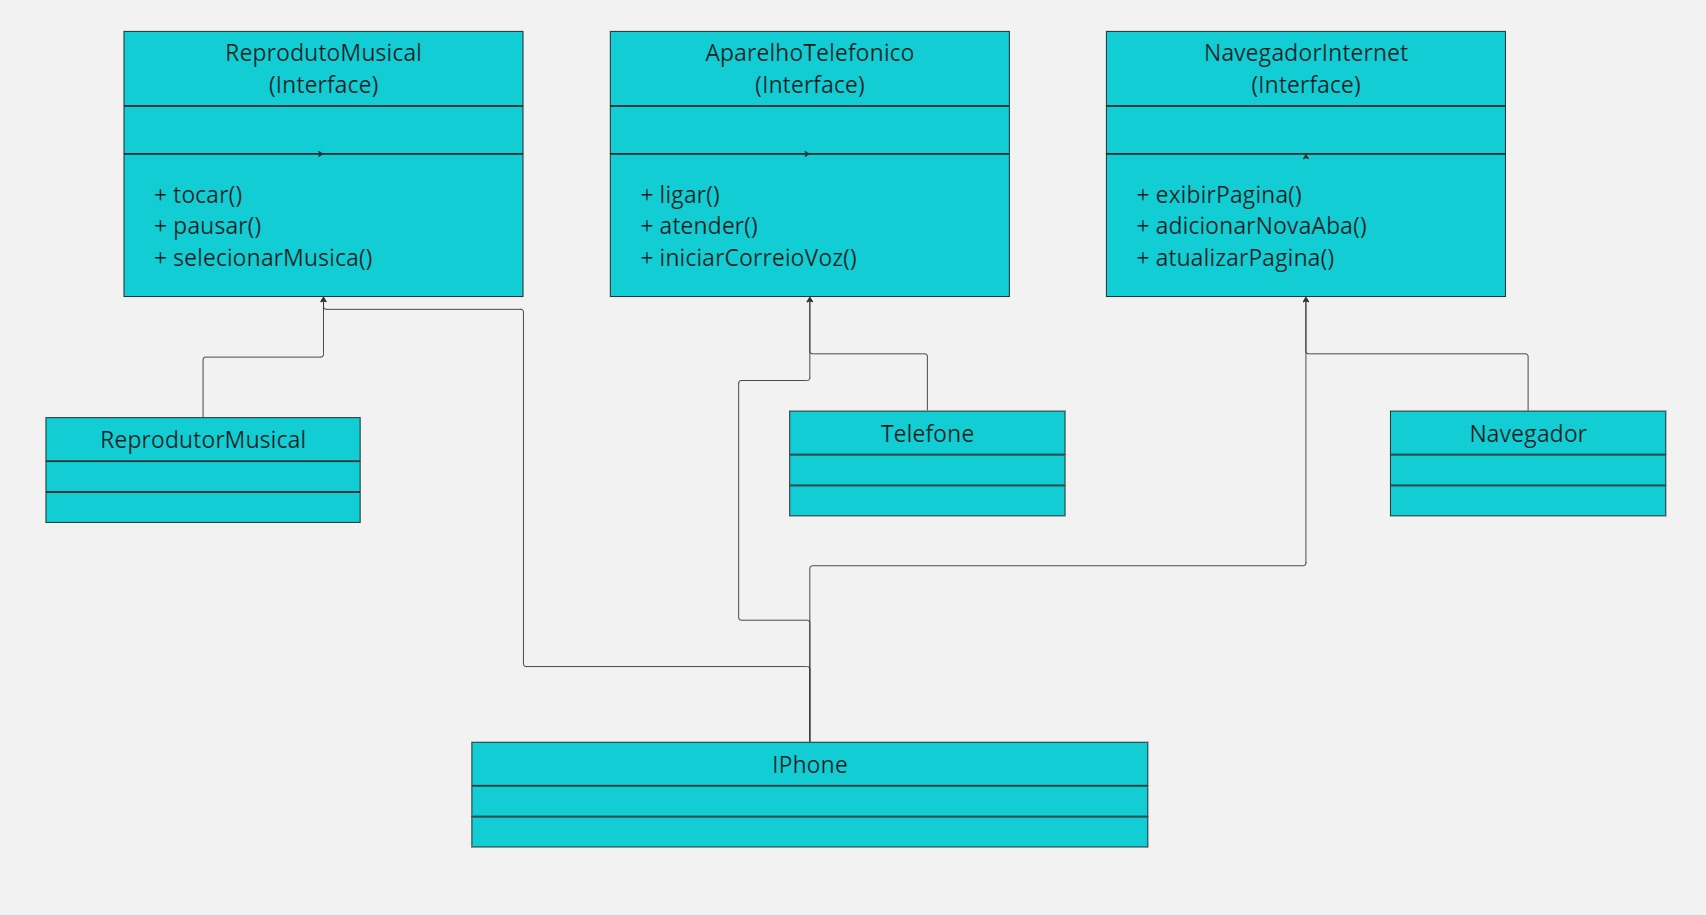 ReprodutoMusical
(Interface)
+ tocar()
+ pausar()
+ selecionarMusica()
AparelhoTelefonico
(Interface)
+ ligar()
+ atender()
+ iniciarCorreioVoz()
NavegadorInternet
(Interface)
+ exibirPagina()
+ adicionarNovaAba()
+ atualizarPagina()
ReprodutorMusical
Telefone
Navegador
IPhone